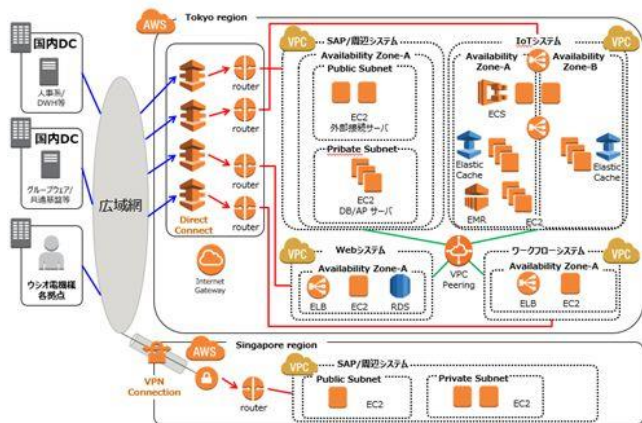 国内DC
人事系/
DWH等
国内DC
グループウェア/
共通基盤等
ウシオ電機様
各拠点
広域網
AWS
Tokyo region
router
router
router
router
Direct
Connect
Internet
Gateway
VPC
SAP/周辺システム
Availability Zone-A
Public Subnet
EC2
外部接続サーバ
Pribate Subnet
EC2
DB/AP サーバ
IoTシステム
VPC
Availability
Zone-A
Availability
Zone-B
ECS
Elastic
Cache
Elastic
Cache
EMR
EC2
VPC
Webシステム
Availability Zone-A
ELB
EC2
RDS
VPC
Peering
ワークフローシステム
VPC
Availability Zone-A
ELB
EC2
VPN
Connection
AWS
Singapore region
router
VPC
SAP/周辺システム
Public Subnet
EC2
Private Subnet
EC2